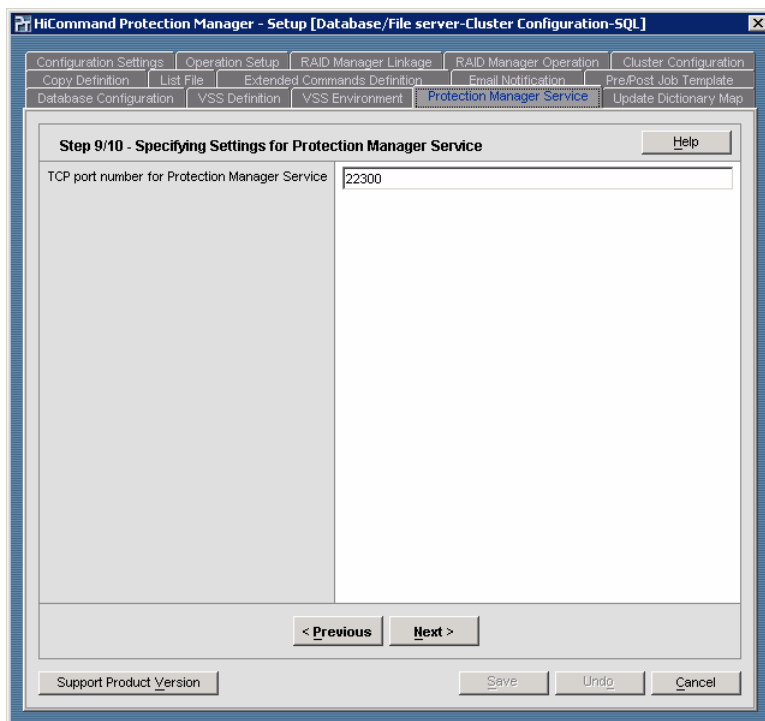 HiCommand Protection Manager - Setup [Database/File server-Cluster Configuration-SQL]
Configuration Settings Operation Setup RAID Manager Linkage RAID Manager Operation Cluster Configuration
Copy Definition List File Extended Commands Definition Email Notification Pre/Post Job Template
Database Configuration VSS Definition VSS Environment Protection Manager Service Update Dictionary Map
Step 9/10 - Specifying Settings for Protection Manager Service Help
TCP port number for Protection Manager Service 22300
< Previous Next >
Support Product Version Save Undo Cancel